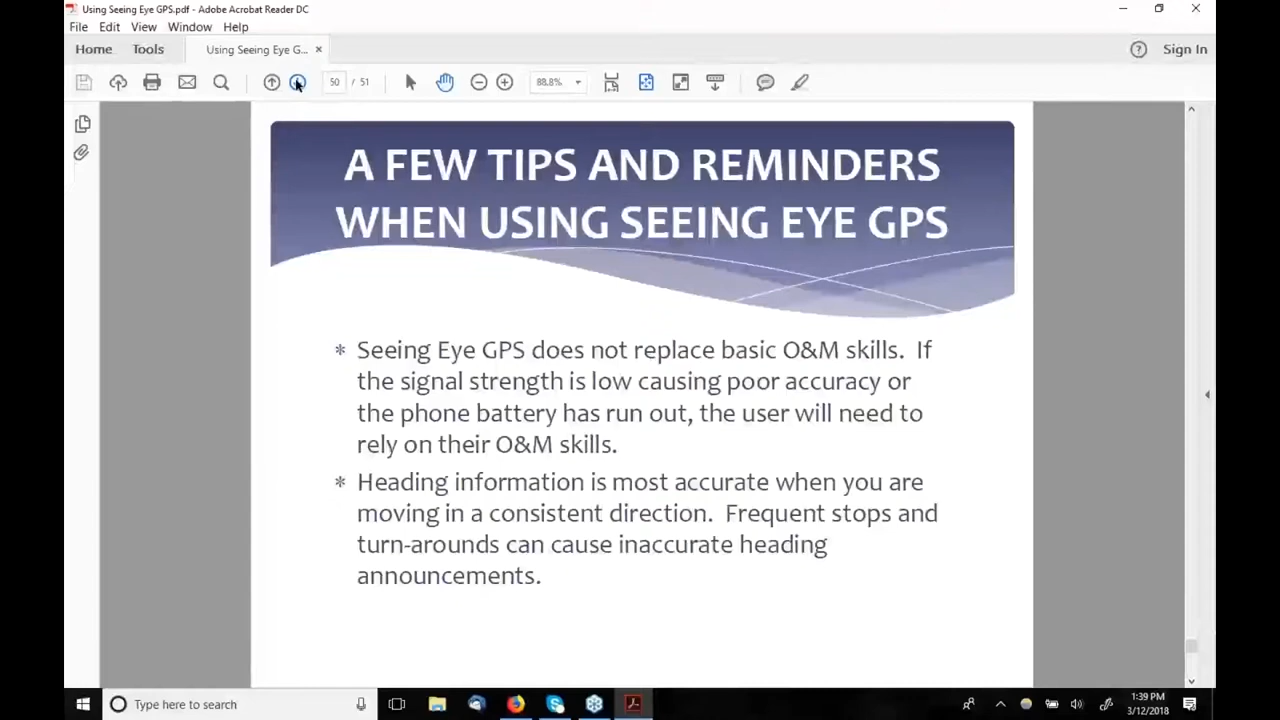 Using Seeing Eye GPS.pdf - Adobe Acrobat Reader DC
File Edit View Window Help
Home Tools Using Seeing Eye G... × Sign In
50 / 51 88.8%
A FEW TIPS AND REMINDERS
WHEN USING SEEING EYE GPS
* Seeing Eye GPS does not replace basic O&M skills. If
the signal strength is low causing poor accuracy or
the phone battery has run out, the user will need to
rely on their O&M skills.
* Heading information is most accurate when you are
moving in a consistent direction. Frequent stops and
turn-arounds can cause inaccurate heading
announcements.
Type here to search
1:39 PM
3/12/2018